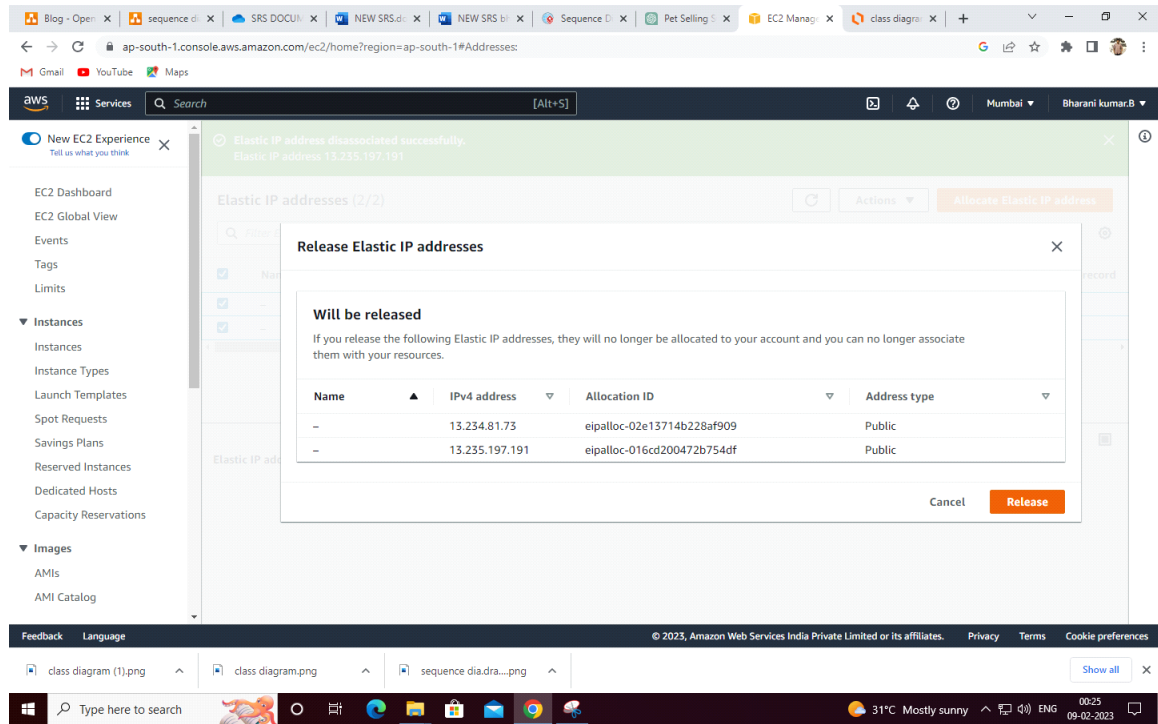 Blog - Open
sequence di
SRS DOCUM
NEW SRS.do
NEW SRS bh
Sequence D
Pet Selling S
EC2 Manage
class diagra
ap-south-1.console.aws.amazon.com/ec2/home?region=ap-south-1#Addresses:
Gmail YouTube Maps
aws Services Search [Alt+S] Mumbai Bharani kumar.B
New EC2 Experience
Tell us what you think
EC2 Dashboard
EC2 Global View
Events
Tags
Limits
Instances
Instances
Instance Types
Launch Templates
Spot Requests
Savings Plans
Reserved Instances
Dedicated Hosts
Capacity Reservations
Images
AMIs
AMI Catalog
Elastic IP address disassociated successfully.
Elastic IP address 13.235.197.191
Elastic IP addresses (2/2)
Actions
Allocate Elastic IP address
Filter
Nam
record
Elastic IP add
Release Elastic IP addresses
Will be released
If you release the following Elastic IP addresses, they will no longer be allocated to your account and you can no longer associate
them with your resources.
Name IPv4 address Allocation ID Address type
– 13.234.81.73 eipalloc-02e13714b228af909 Public
– 13.235.197.191 eipalloc-016cd200472b754df Public
Cancel Release
Feedback Language © 2023, Amazon Web Services India Private Limited or its affiliates. Privacy Terms Cookie preferences
class diagram (1).png class diagram.png sequence dia.dra....png Show all
Type here to search 31°C Mostly sunny ENG 00:25
09-02-2023